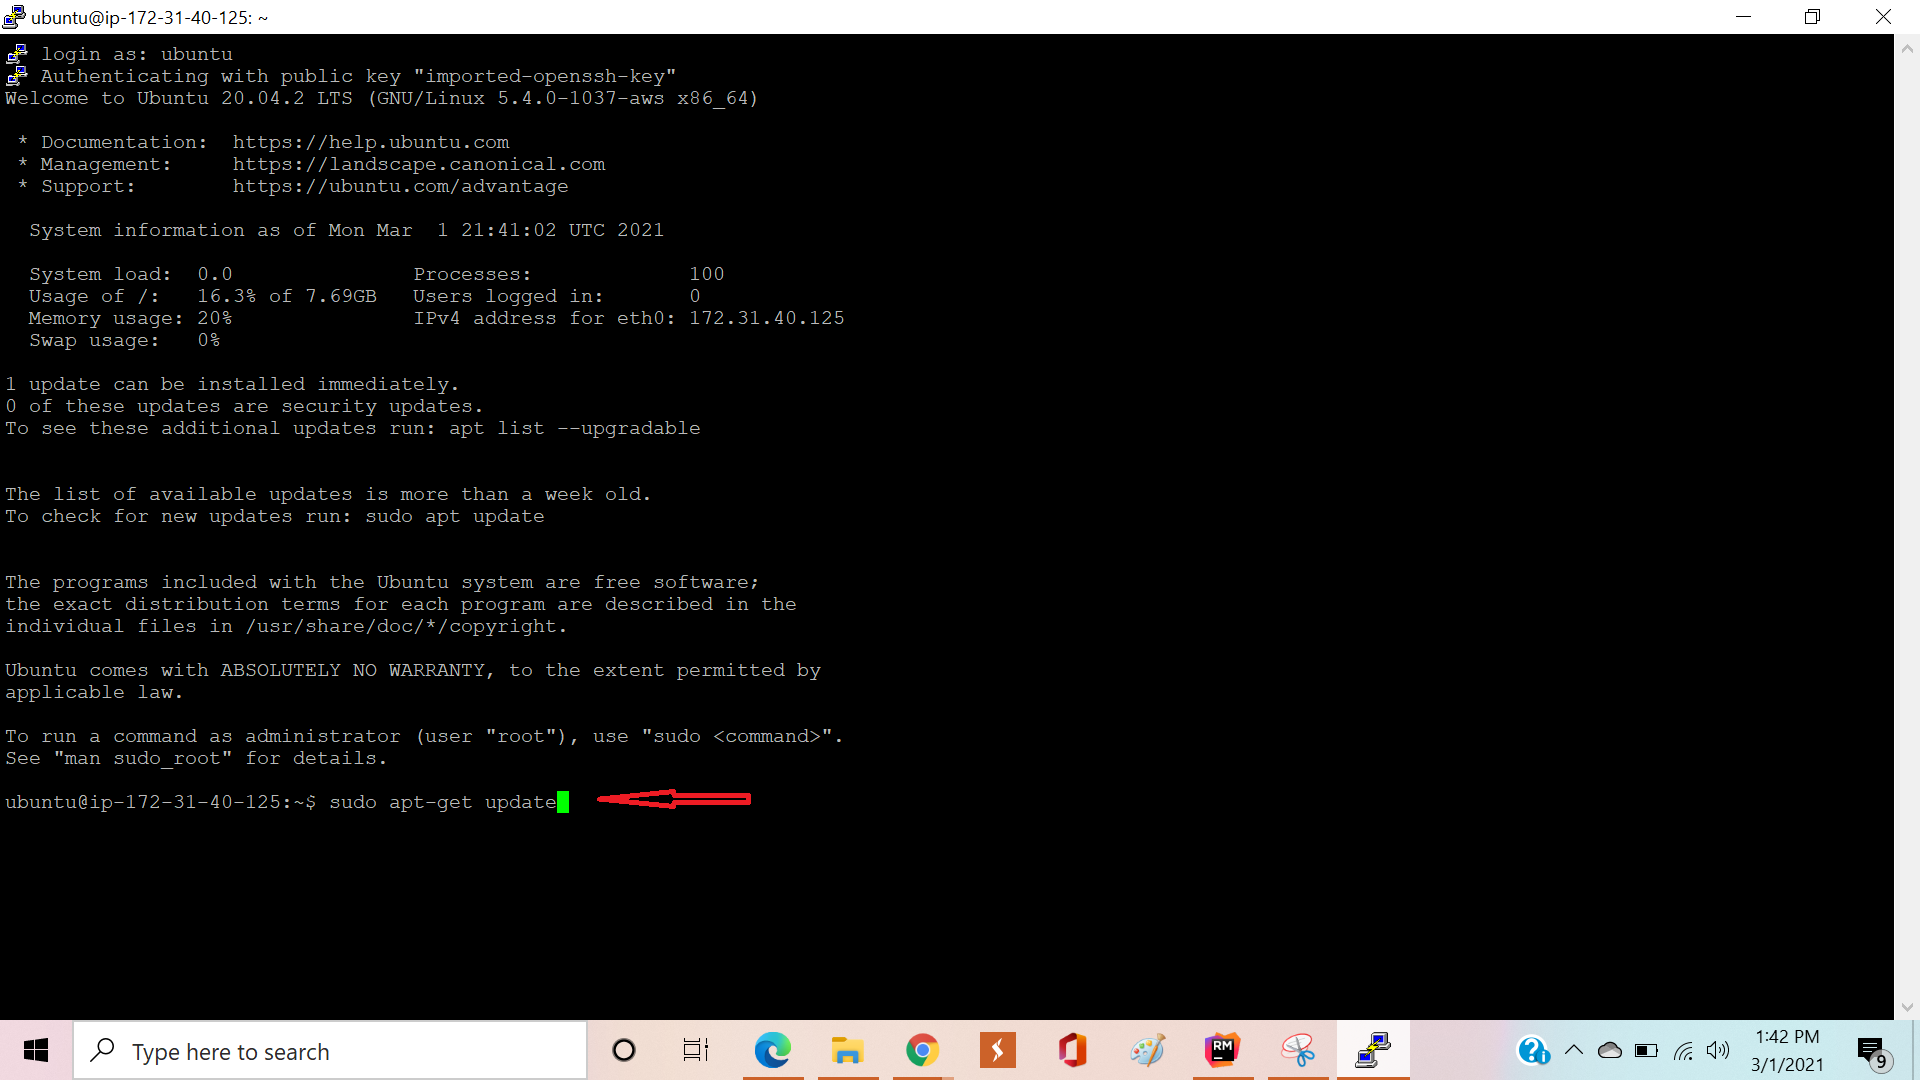 ubuntu@ip-172-31-40-125: ~
login as: ubuntu
Authenticating with public key "imported-openssh-key"
Welcome to Ubuntu 20.04.2 LTS (GNU/Linux 5.4.0-1037-aws x86_64)
* Documentation:  https://help.ubuntu.com
* Management:     https://landscape.canonical.com
* Support:        https://ubuntu.com/advantage
System information as of Mon Mar  1 21:41:02 UTC 2021
System load:  0.0               Processes:             100
Usage of /:   16.3% of 7.69GB   Users logged in:       0
Memory usage: 20%               IPv4 address for eth0: 172.31.40.125
Swap usage:   0%
1 update can be installed immediately.
0 of these updates are security updates.
To see these additional updates run: apt list --upgradable
The list of available updates is more than a week old.
To check for new updates run: sudo apt update
The programs included with the Ubuntu system are free software;
the exact distribution terms for each program are described in the
individual files in /usr/share/doc/*/copyright.
Ubuntu comes with ABSOLUTELY NO WARRANTY, to the extent permitted by
applicable law.
To run a command as administrator (user "root"), use "sudo <command>".
See "man sudo_root" for details.
ubuntu@ip-172-31-40-125:~$ sudo apt-get update
Type here to search
RM
1:42 PM
3/1/2021
9